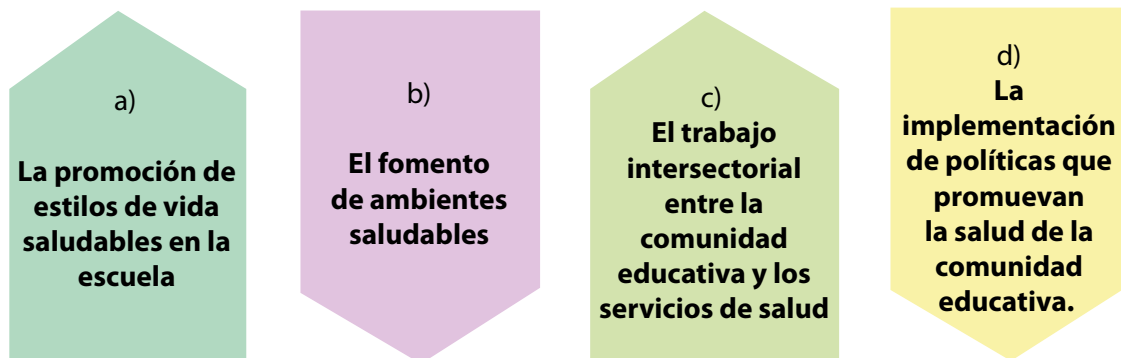 a)
La promoción de
estilos de vida
saludables en la
escuela
b)
El fomento
de ambientes
saludables
c)
El trabajo
intersectorial
entre la
comunidad
educativa y los
servicios de salud
d)
La
implementación
de políticas que
promuevan
la salud de la
comunidad
educativa.